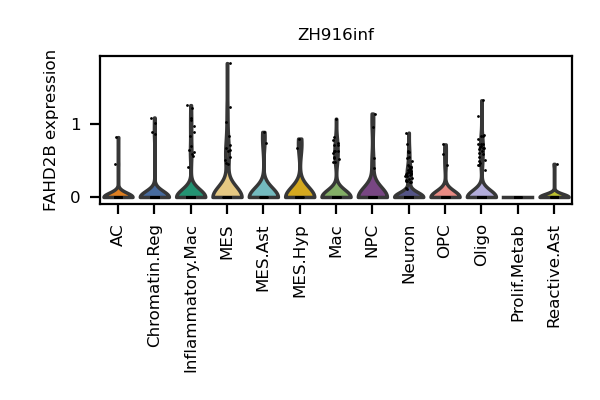 ZH916inf
FAHD2B expression
1
0
AC
Chromatin.Reg
Inflammatory.Mac
MES
MES.Ast
MES.Hyp
Mac
NPC
Neuron
OPC
Oligo
Prolif.Metab
Reactive.Ast